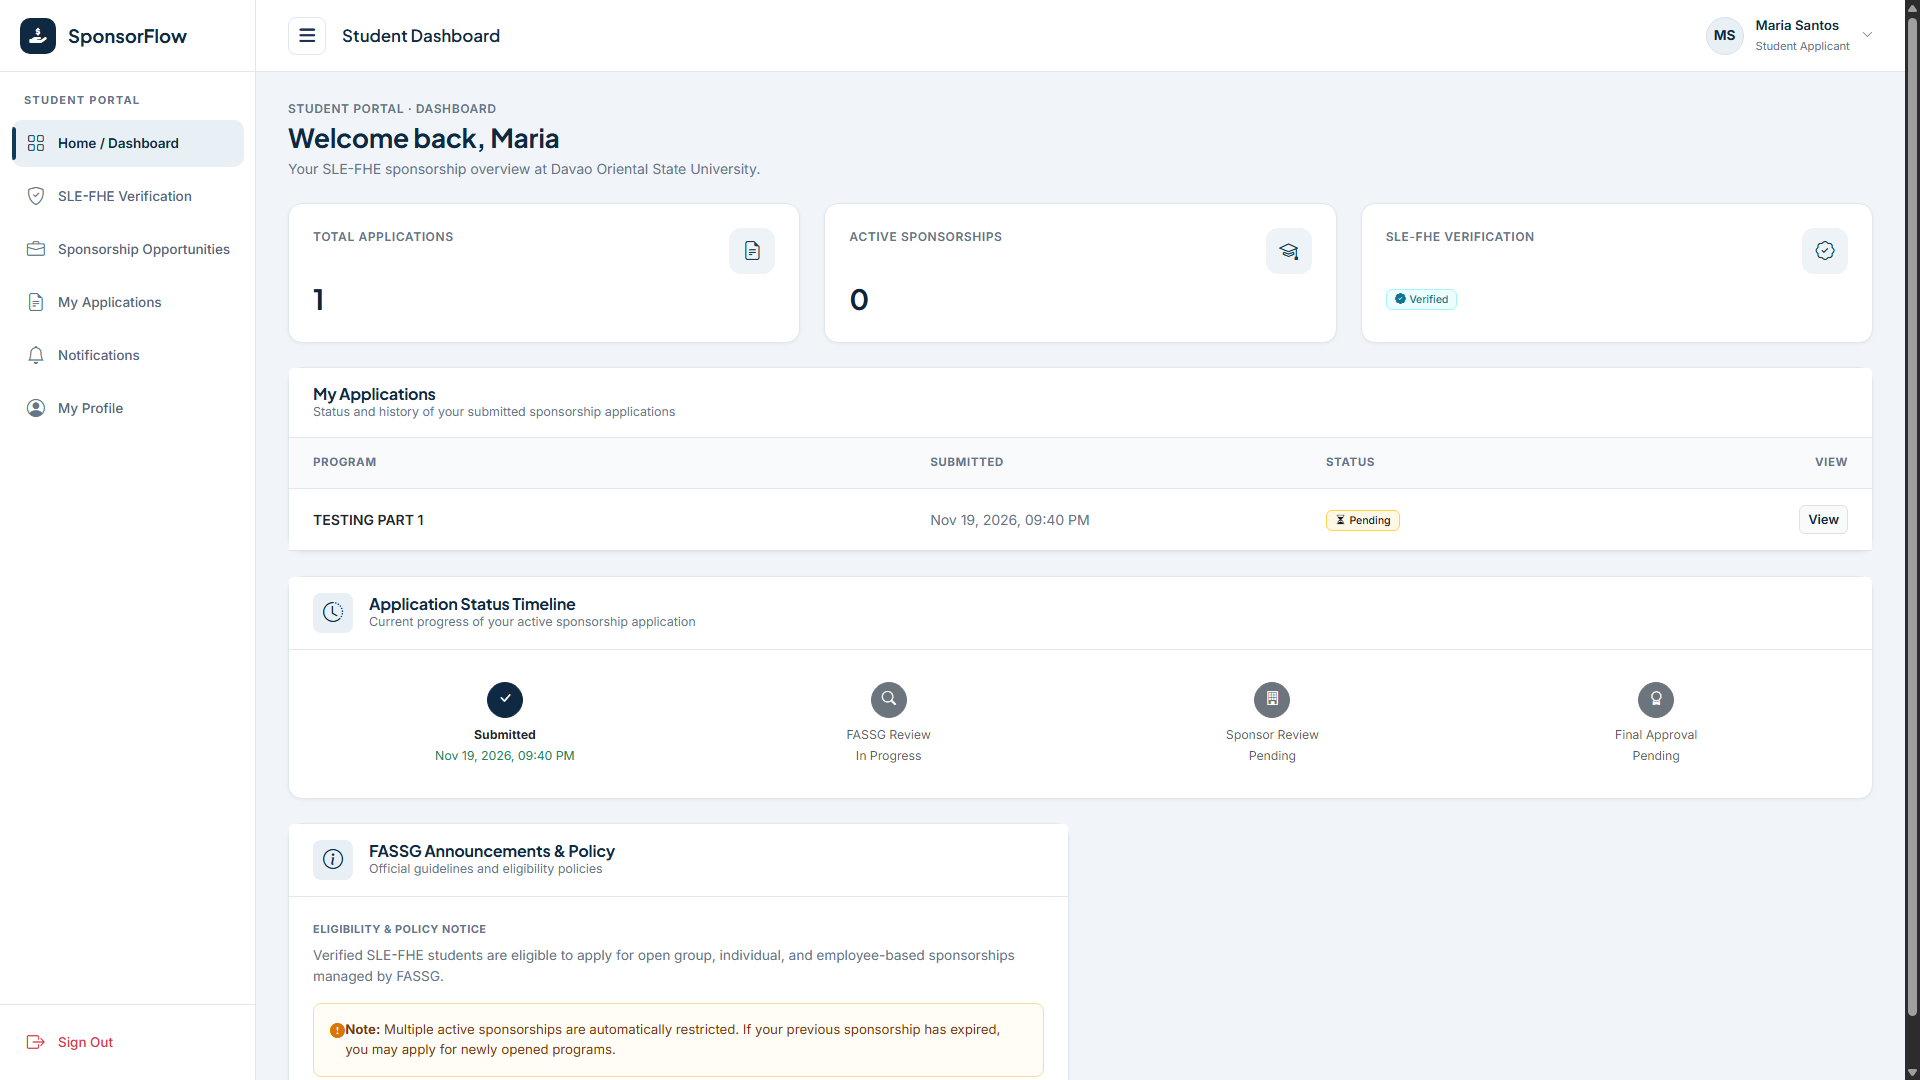 SponsorFlow
Student Dashboard
MS
Maria Santos
Student Applicant
STUDENT PORTAL
Home / Dashboard
SLE-FHE Verification
Sponsorship Opportunities
My Applications
Notifications
My Profile
Sign Out
STUDENT PORTAL · DASHBOARD
Welcome back, Maria
Your SLE-FHE sponsorship overview at Davao Oriental State University.
TOTAL APPLICATIONS
1
ACTIVE SPONSORSHIPS
0
SLE-FHE VERIFICATION
Verified
My Applications
Status and history of your submitted sponsorship applications
PROGRAM SUBMITTED STATUS VIEW
TESTING PART 1 Nov 19, 2026, 09:40 PM Pending View
Application Status Timeline
Current progress of your active sponsorship application
Submitted
Nov 19, 2026, 09:40 PM
FASSG Review
In Progress
Sponsor Review
Pending
Final Approval
Pending
FASSG Announcements & Policy
Official guidelines and eligibility policies
ELIGIBILITY & POLICY NOTICE
Verified SLE-FHE students are eligible to apply for open group, individual, and employee-based sponsorships
managed by FASSG.
Note: Multiple active sponsorships are automatically restricted. If your previous sponsorship has expired,
you may apply for newly opened programs.